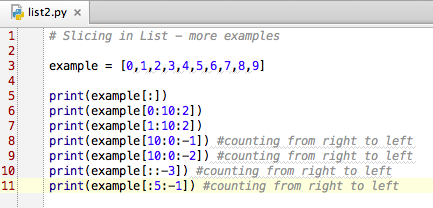 list2.py ×
1 # Slicing in List - more examples
2
3 example = [0,1,2,3,4,5,6,7,8,9]
4
5 print(example[:])
6 print(example[0:10:2])
7 print(example[1:10:2])
8 print(example[10:0:-1]) #counting from right to left
9 print(example[10:0:-2]) #counting from right to left
10 print(example[::-3]) #counting from right to left
11 print(example[:5:-1]) #counting from right to left